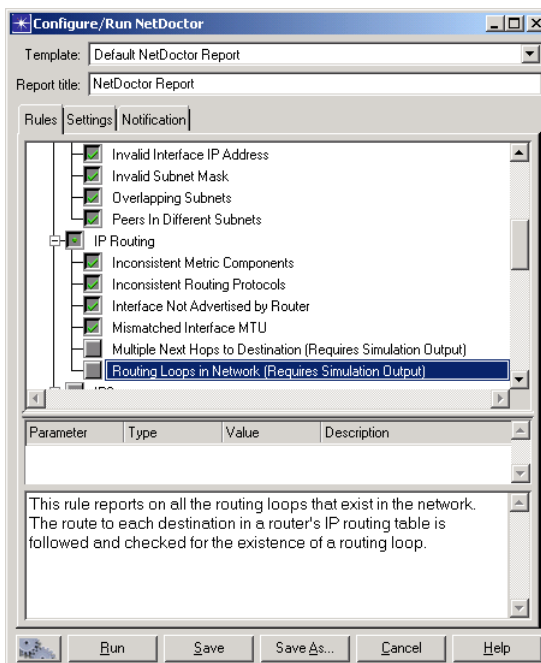 Configure/Run NetDoctor
Template: Default NetDoctor Report
Report title: NetDoctor Report
Rules Settings Notification
Invalid Interface IP Address
Invalid Subnet Mask
Overlapping Subnets
Peers In Different Subnets
IP Routing
Inconsistent Metric Components
Inconsistent Routing Protocols
Interface Not Advertised by Router
Mismatched Interface MTU
Multiple Next Hops to Destination (Requires Simulation Output)
Routing Loops in Network (Requires Simulation Output)
Parameter Type Value Description
This rule reports on all the routing loops that exist in the network.
The route to each destination in a router's IP routing table is
followed and checked for the existence of a routing loop.
Run Save Save As... Cancel Help